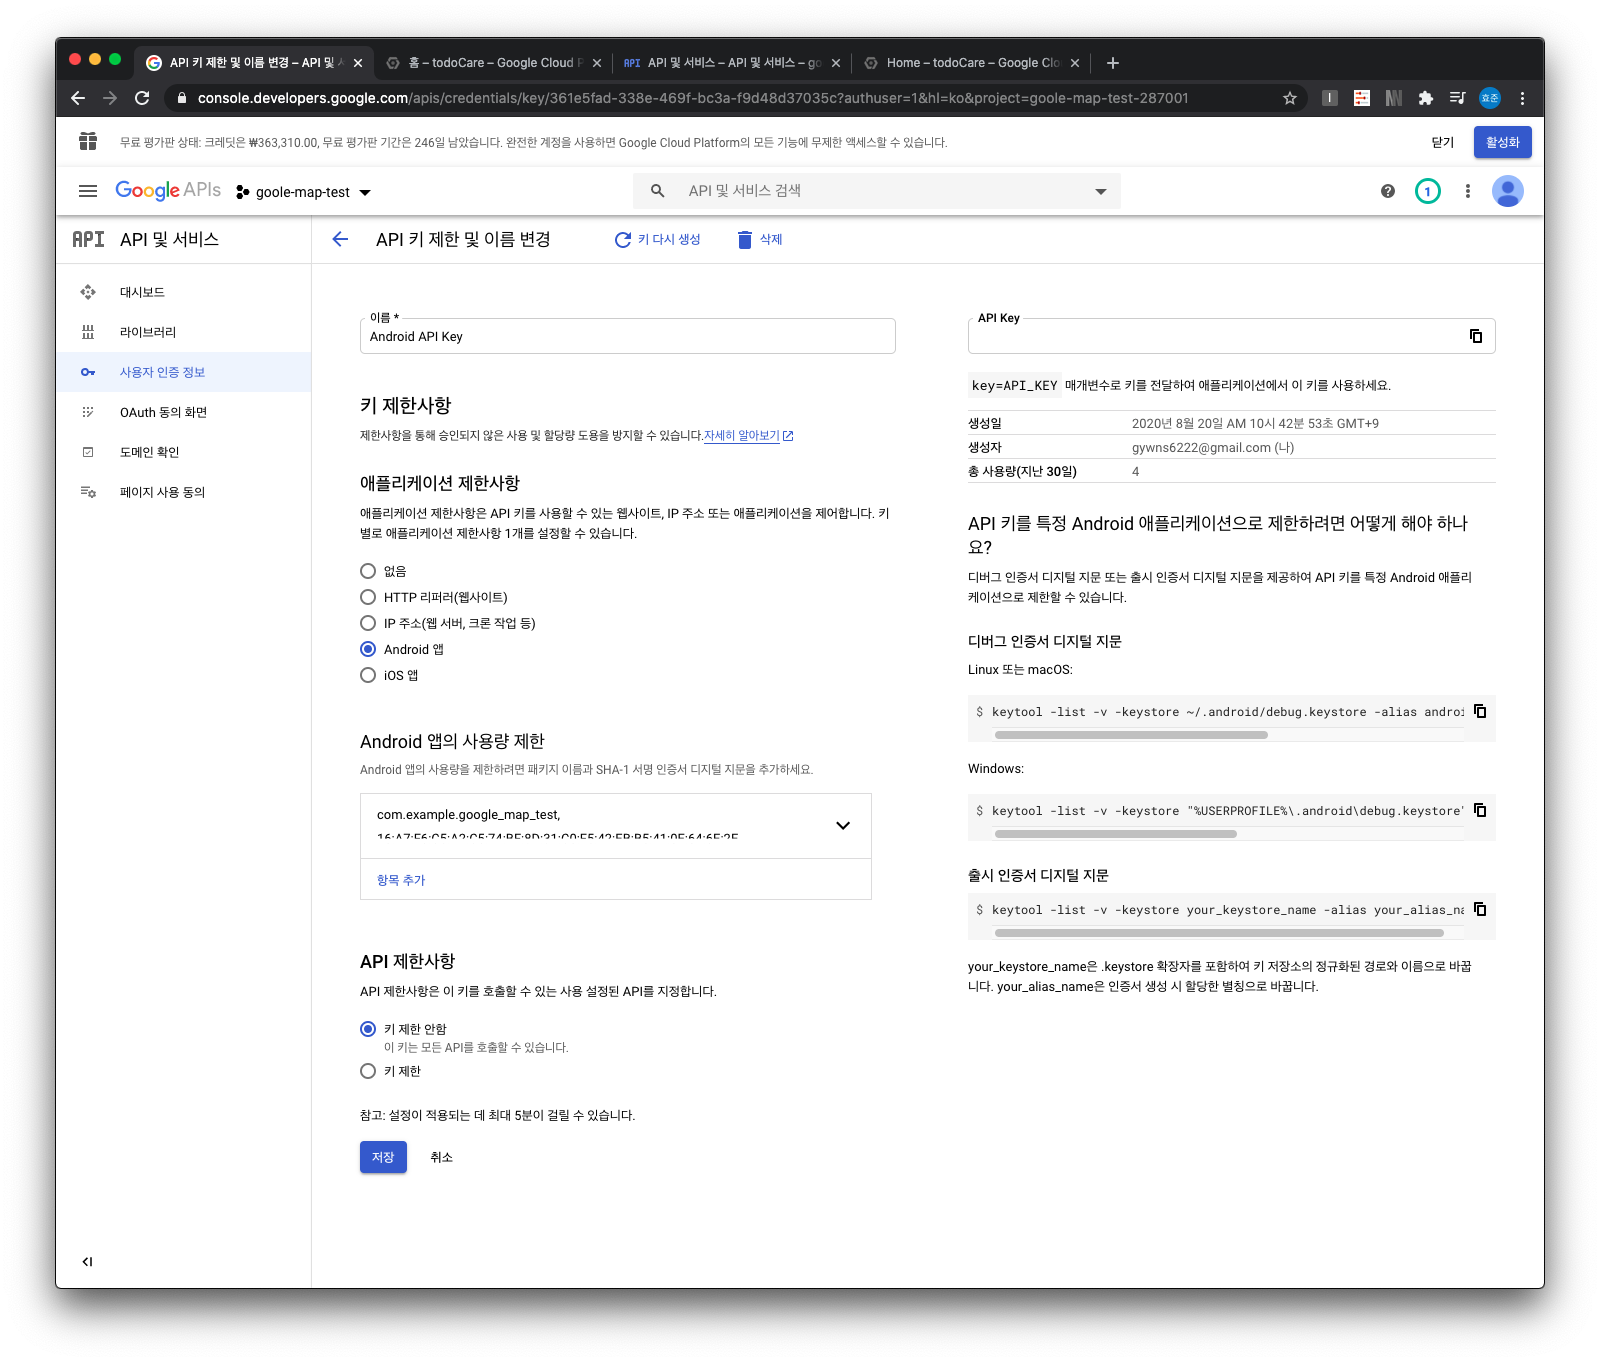 API 키 제한 및 이름 변경 – API 및 
홈 – todoCare – Google Cloud P
API API 및 서비스 – API 및 서비스 – go
Home – todoCare – Google Clo
console.developers.google.com/apis/credentials/key/361e5fad-338e-469f-bc3a-f9d48d37035c?authuser=1&hl=ko&project=goole-map-test-287001
효준
무료 평가판 상태: 크레딧은 ₩363,310.00, 무료 평가판 기간은 246일 남았습니다. 완전한 계정을 사용하면 Google Cloud Platform의 모든 기능에 무제한 액세스할 수 있습니다.
닫기
활성화
Google APIs
goole-map-test
API 및 서비스 검색
1
API API 및 서비스
API 키 제한 및 이름 변경
키 다시 생성
삭제
대시보드
라이브러리
사용자 인증 정보
OAuth 동의 화면
도메인 확인
페이지 사용 동의
이름 *
Android API Key
키 제한사항
제한사항을 통해 승인되지 않은 사용 및 할당량 도용을 방지할 수 있습니다.자세히 알아보기
애플리케이션 제한사항
애플리케이션 제한사항은 API 키를 사용할 수 있는 웹사이트, IP 주소 또는 애플리케이션을 제어합니다. 키
별로 애플리케이션 제한사항 1개를 설정할 수 있습니다.
없음
HTTP 리퍼러(웹사이트)
IP 주소(웹 서버, 크론 작업 등)
Android 앱
iOS 앱
Android 앱의 사용량 제한
Android 앱의 사용량을 제한하려면 패키지 이름과 SHA-1 서명 인증서 디지털 지문을 추가하세요.
com.example.google_map_test,
항목 추가
API 제한사항
API 제한사항은 이 키를 호출할 수 있는 사용 설정된 API를 지정합니다.
키 제한 안함
이 키는 모든 API를 호출할 수 있습니다.
키 제한
참고: 설정이 적용되는 데 최대 5분이 걸릴 수 있습니다.
저장
취소
API Key
key=API_KEY 매개변수로 키를 전달하여 애플리케이션에서 이 키를 사용하세요.
생성일 2020년 8월 20일 AM 10시 42분 53초 GMT+9
생성자 gywns6222@gmail.com (나)
총 사용량(지난 30일) 4
API 키를 특정 Android 애플리케이션으로 제한하려면 어떻게 해야 하나
요?
디버그 인증서 디지털 지문 또는 출시 인증서 디지털 지문을 제공하여 API 키를 특정 Android 애플리
케이션으로 제한할 수 있습니다.
디버그 인증서 디지털 지문
Linux 또는 macOS:
$ keytool -list -v -keystore ~/.android/debug.keystore -alias androi
Windows:
$ keytool -list -v -keystore "%USERPROFILE%\.android\debug.keystore"
출시 인증서 디지털 지문
$ keytool -list -v -keystore your_keystore_name -alias your_alias_na
your_keystore_name은 .keystore 확장자를 포함하여 키 저장소의 정규화된 경로와 이름으로 바꿉
니다. your_alias_name은 인증서 생성 시 할당한 별칭으로 바꿉니다.